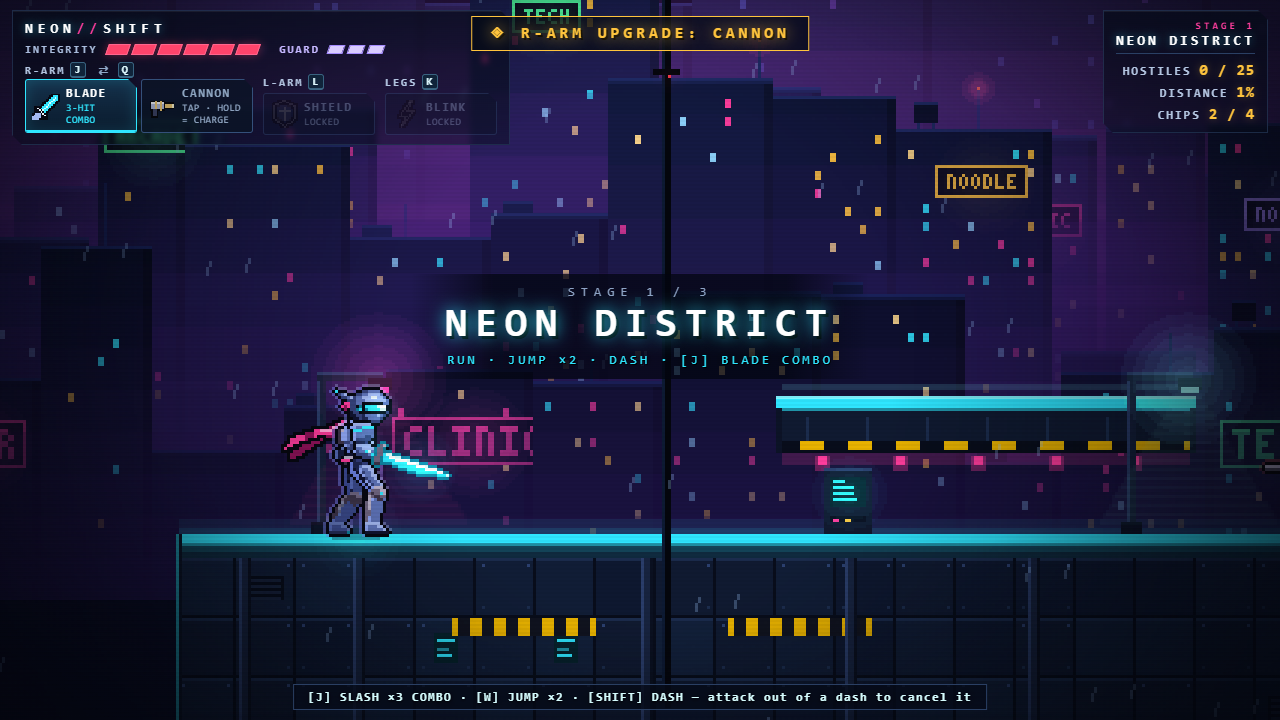 NEON//SHIFT
INTEGRITY
GUARD
R-ARM J ⇄ Q
BLADE
3-HIT
COMBO
CANNON
TAP · HOLD
= CHARGE
L-ARM L
SHIELD
LOCKED
LEGS K
BLINK
LOCKED
TECH
◈ R-ARM UPGRADE: CANNON
STAGE 1
NEON DISTRICT
HOSTILES 0 / 25
DISTANCE 1%
CHIPS 2 / 4
NOODLE
NO
STAGE 1 / 3
NEON DISTRICT
RUN · JUMP ×2 · DASH · [J] BLADE COMBO
CLINIC
R
TE
[J] SLASH ×3 COMBO · [W] JUMP ×2 · [SHIFT] DASH — attack out of a dash to cancel it